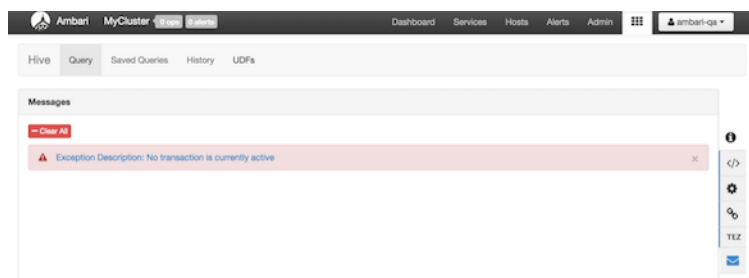 Ambari MyCluster 0 ops 0 alerts Dashboard Services Hosts Alerts Admin ambari-qa
Hive Query Saved Queries History UDFs
Messages
Clear All
Exception Description: No transaction is currently active ×
</>
TEZ